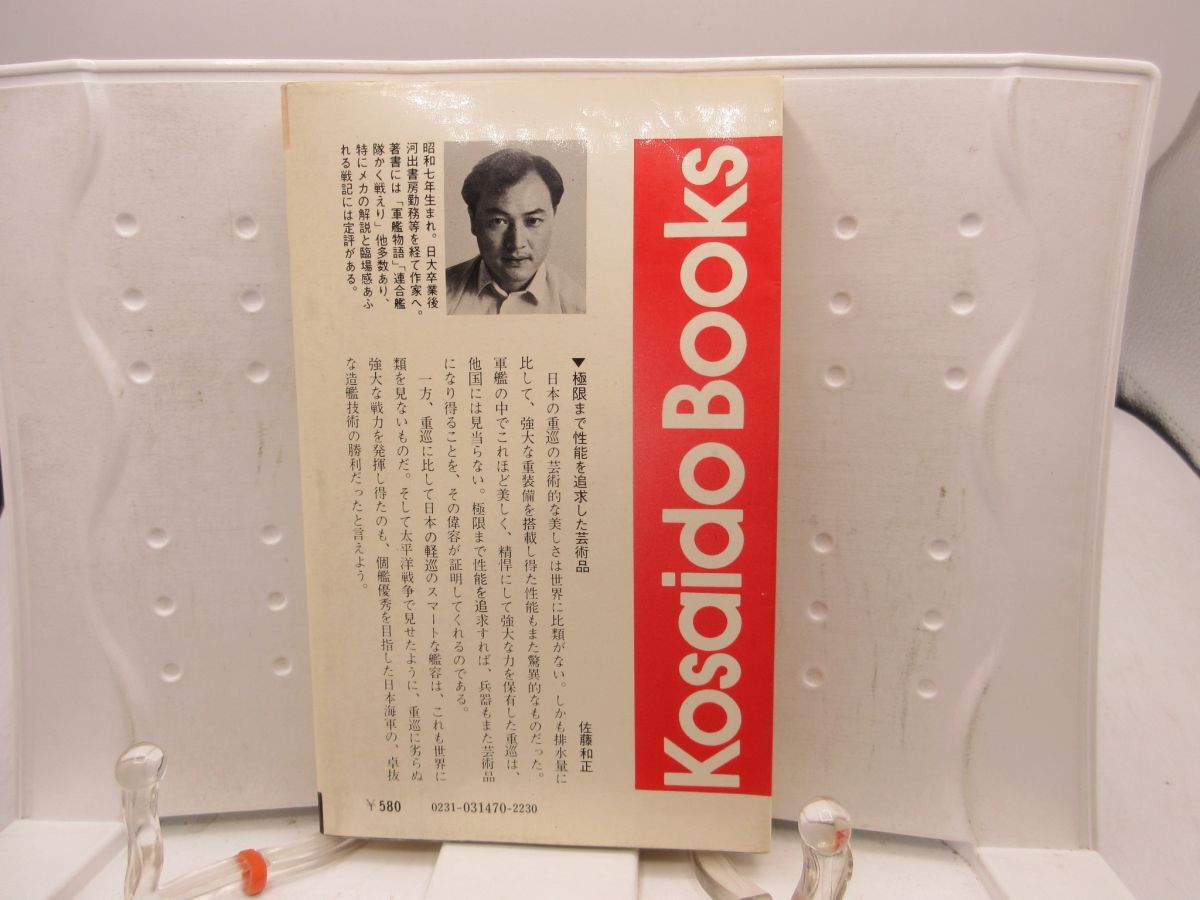 Kosaido Books
昭和七年生まれ。日大卒業後
河出書房勤務等を経て作家へ。
著書には「軍艦物語」「連合艦
隊かく戦えり」他多数あり、
特にメカの解説と臨場感あふ
れる戦記には定評がある。
▼極限まで性能を追求した芸術品
佐藤和正
日本の重巡の芸術的な美しさは世界に比類がない。しかも排水量に
比して、強大な重装備を搭載し得た性能もまた驚異的なものだった。
軍艦の中でこれほど美しく、精悍にして強大な力を保有した重巡は、
他国には見当らない。極限まで性能を追求すれば、兵器もまた芸術品
になり得ることを、その偉容が証明してくれるのである。
一方、重巡に比して日本の軽巡のスマートな艦容は、これも世界に
類を見ないものだ。そして太平洋戦争で見せたように、重巡に劣らぬ
強大な戦力を発揮し得たのも、個艦優秀を目指した日本海軍の、卓抜
な造艦技術の勝利だったと言えよう。
￥580 0231-031470-2230